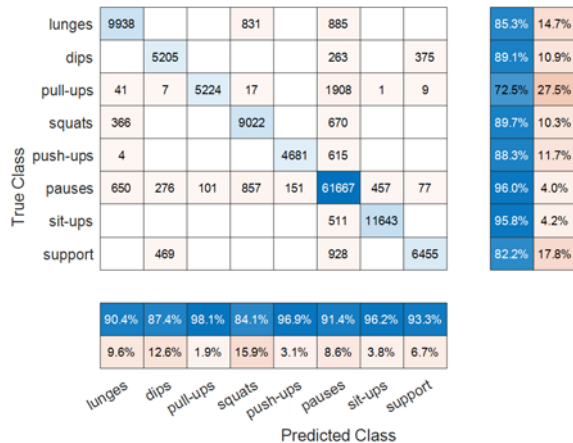 lunges 9938 831 885 85.3% 14.7%
dips 5205 263 375 89.1% 10.9%
pull-ups 41 7 5224 17 1908 1 9 72.5% 27.5%
squats 366 9022 670 89.7% 10.3%
push-ups 4 4681 615 88.3% 11.7%
pauses 650 276 101 857 151 61667 457 77 96.0% 4.0%
sit-ups 511 11643 95.8% 4.2%
support 469 928 6455 82.2% 17.8%
True Class
90.4% 87.4% 98.1% 84.1% 96.9% 91.4% 96.2% 93.3%
9.6% 12.6% 1.9% 15.9% 3.1% 8.6% 3.8% 6.7%
lunges dips pull-ups squats push-ups pauses sit-ups support
Predicted Class